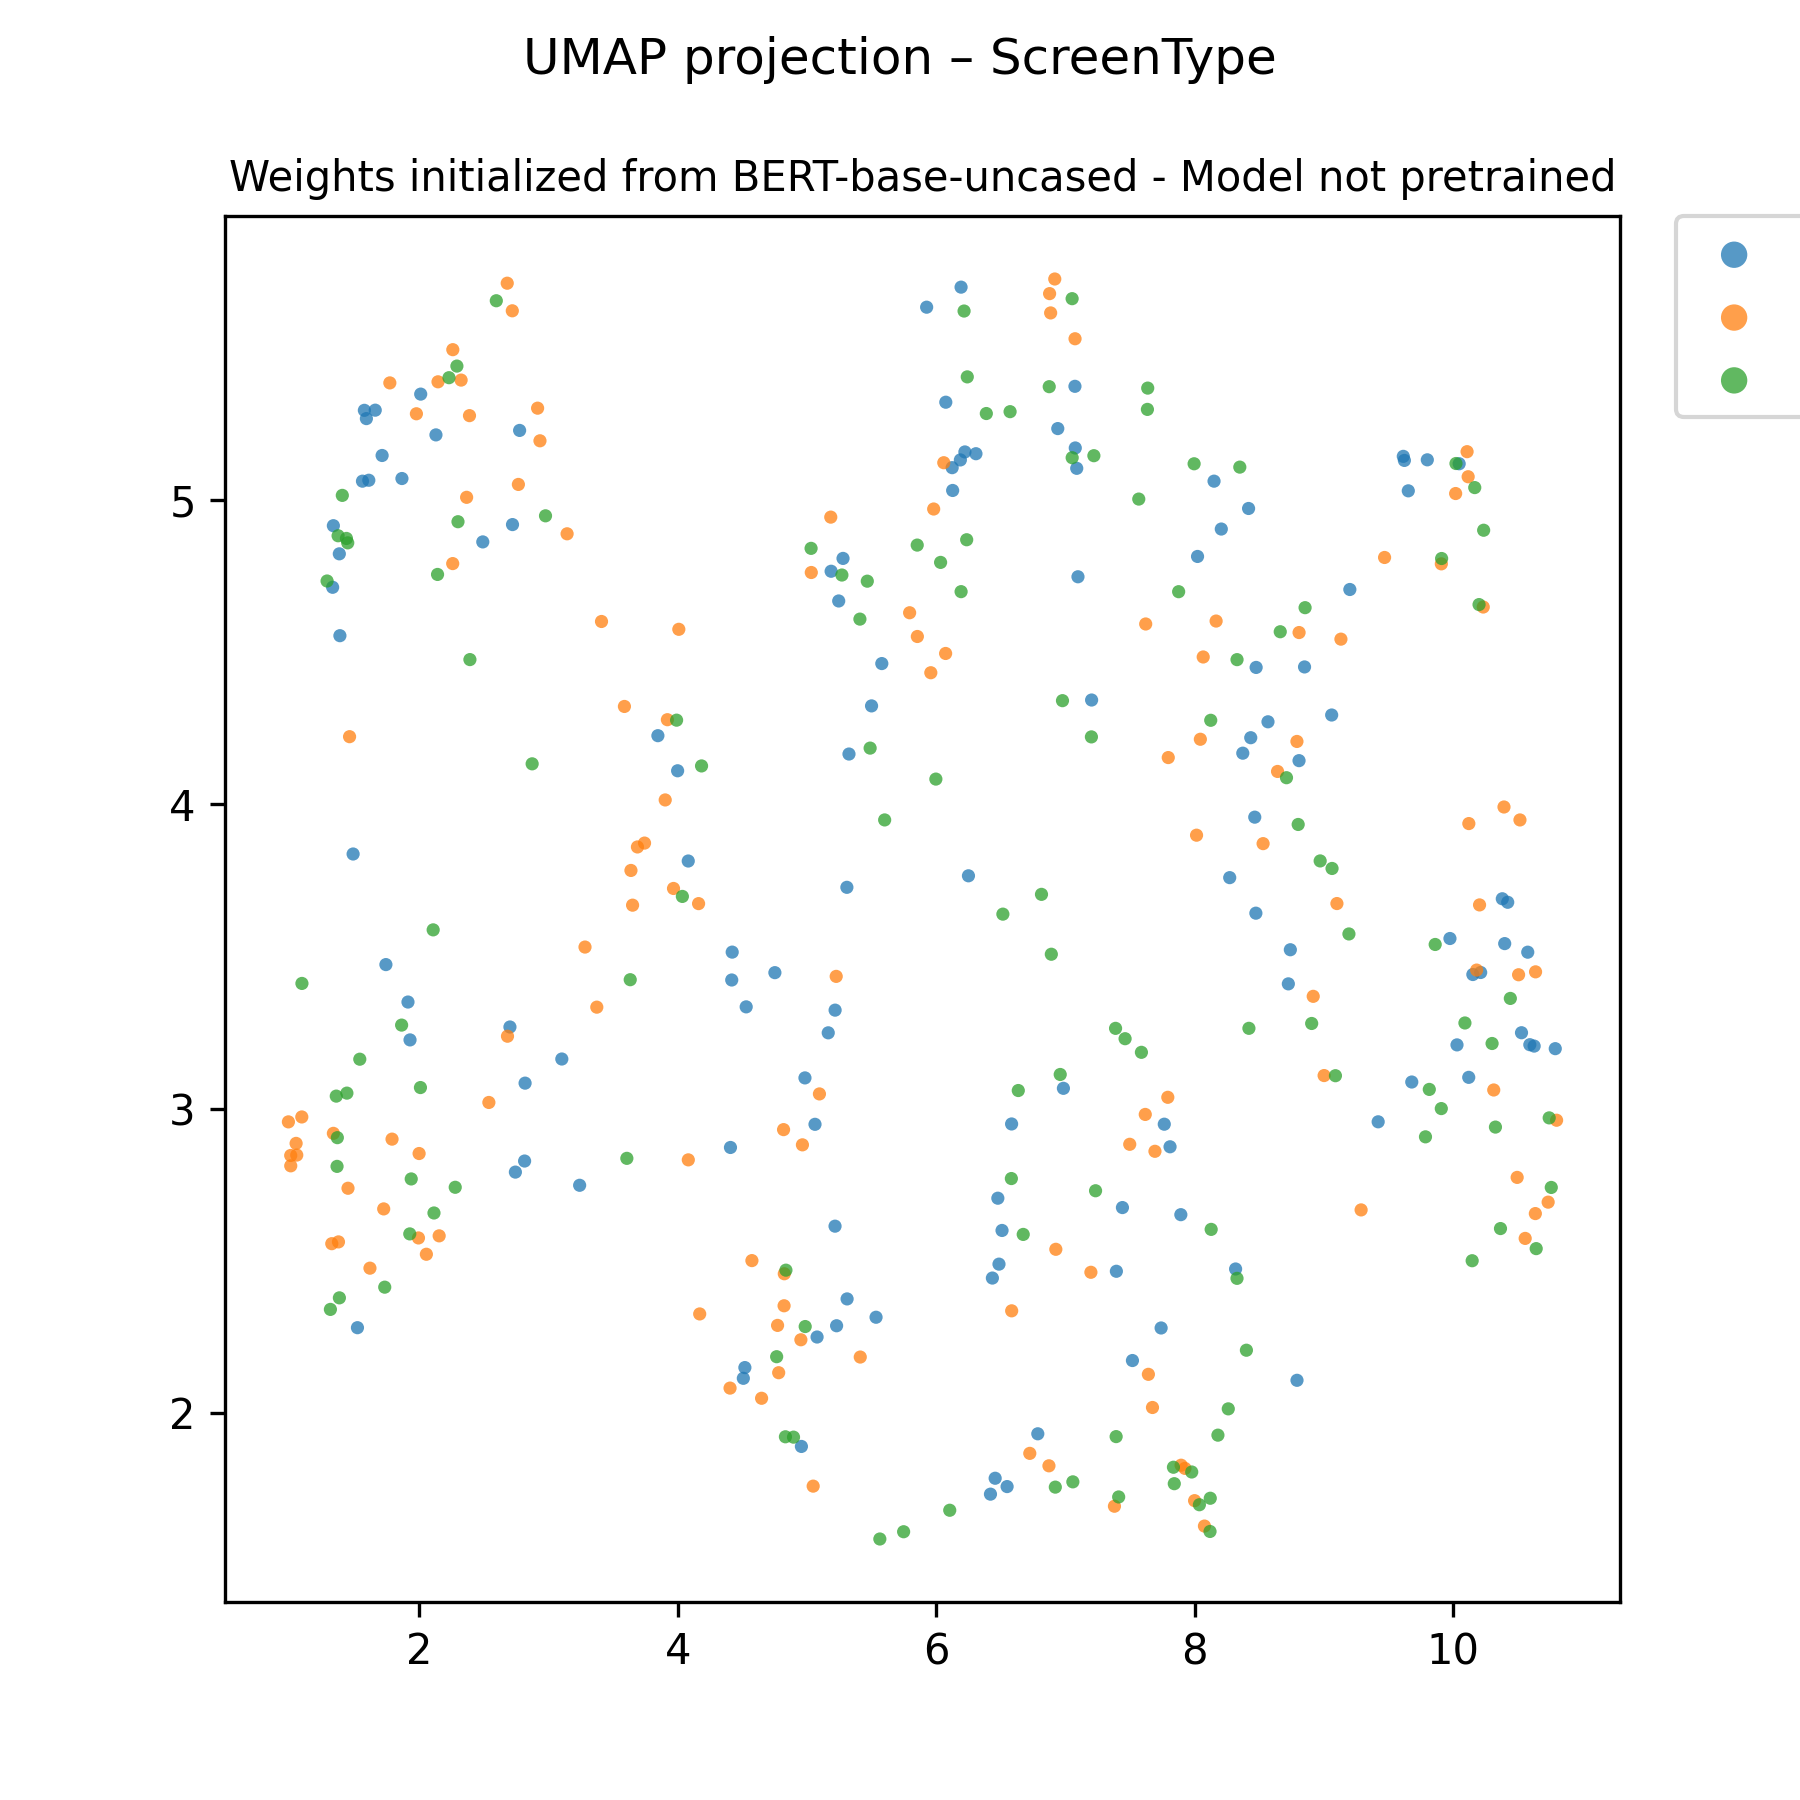 UMAP projection – ScreenType
Weights initialized from BERT-base-uncased - Model not pretrained
5
4
3
2
2 4 6 8 10